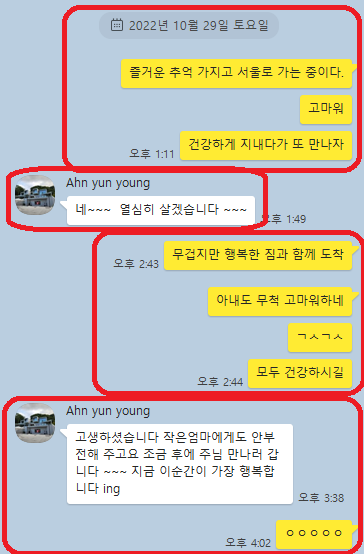 2022년 10월 29일 토요일
즐거운 추억 가지고 서울로 가는 중이다.
고마워
건강하게 지내다가 또 만나자
오후 1:11
Ahn yun young
네~~~ 열심히 살겠습니다 ~~~
오후 1:49
무겁지만 행복한 짐과 함께 도착
오후 2:43
아내도 무척 고마워하네
ㄱㅅㄱㅅ
모두 건강하시길
오후 2:44
Ahn yun young
고생하셨습니다 작은엄마에게도 안부
전해 주고요 조금 후에 주님 만나러 갑
니다 ~~~ 지금 이순간이 가장 행복합
니다 ing
오후 3:38
ㅇㅇㅇㅇㅇ
오후 4:02